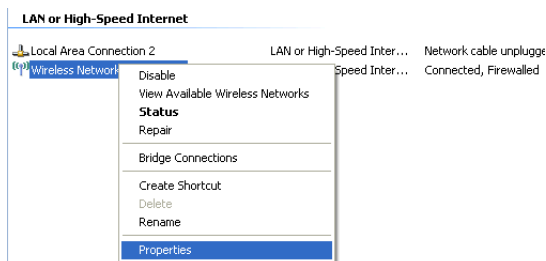 LAN or High-Speed Internet
Local Area Connection 2 LAN or High-Speed Inter... Network cable unplugge
Wireless Network Speed Inter... Connected, Firewalled
Disable
View Available Wireless Networks
Status
Repair
Bridge Connections
Create Shortcut
Delete
Rename
Properties